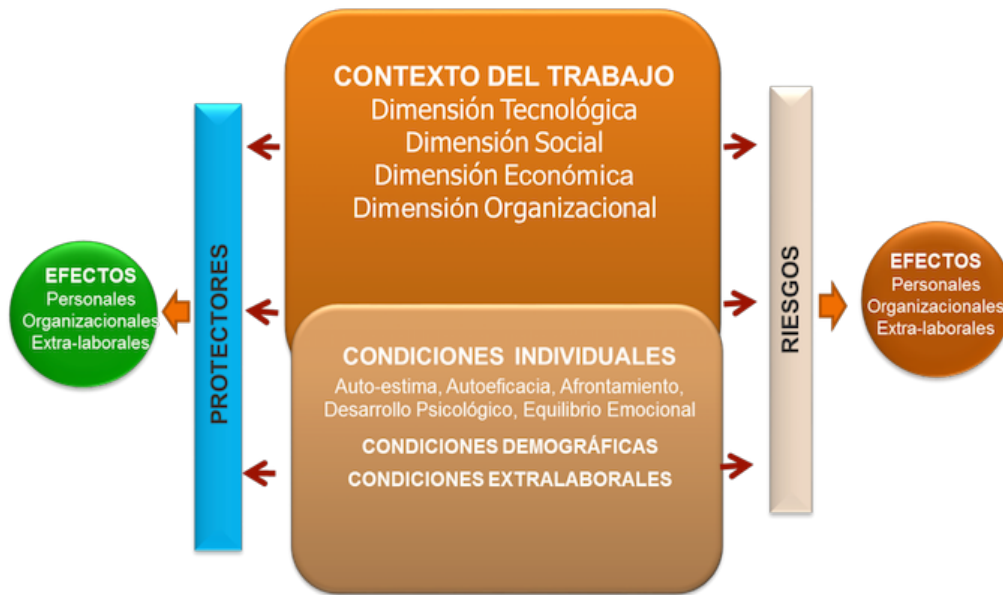 CONTEXTO DEL TRABAJO
Dimensión Tecnológica
Dimensión Social
Dimensión Económica
Dimensión Organizacional
PROTECTORES
RIESGOS
EFECTOS
Personales
Organizacionales
Extra-laborales
EFECTOS
Personales
Organizacionales
Extra-laborales
CONDICIONES INDIVIDUALES
Auto-estima, Autoeficacia, Afrontamiento,
Desarrollo Psicológico, Equilibrio Emocional
CONDICIONES DEMOGRÁFICAS
CONDICIONES EXTRALABORALES